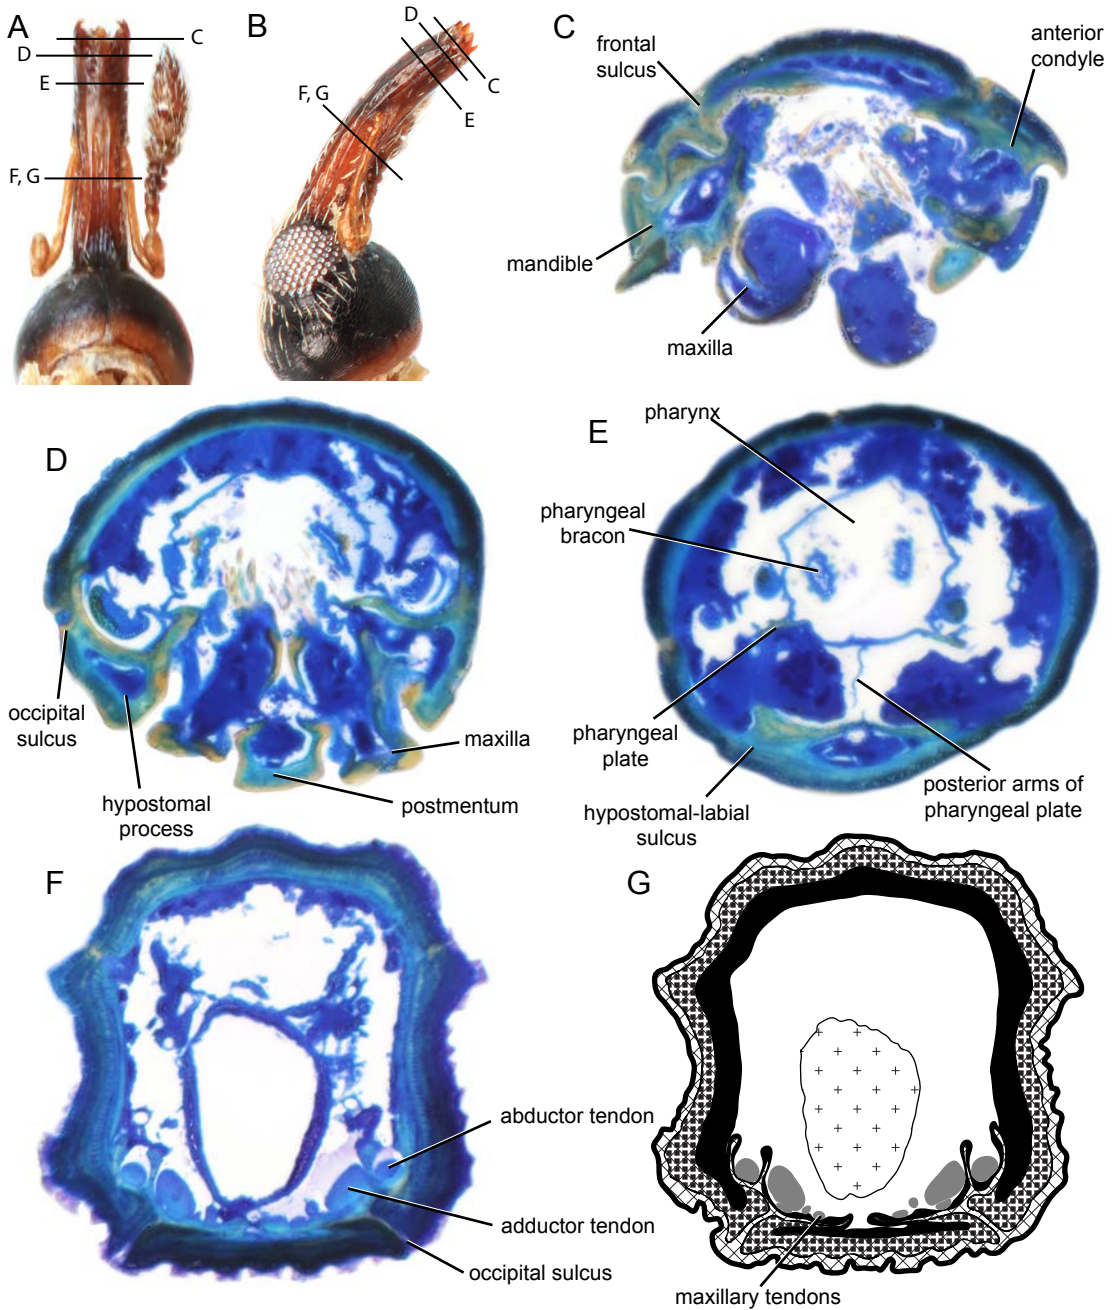 A
C
D
E
F, G
B
D
C
E
F, G
C
frontal
sulcus
anterior
condyle
mandible
maxilla
D
occipital
sulcus
hypostomal
process
maxilla
postmentum
E
pharynx
pharyngeal
bracon
pharyngeal
plate
hypostomal-labial
sulcus
posterior arms of
pharyngeal plate
F
abductor tendon
adductor tendon
occipital sulcus
G
maxillary tendons